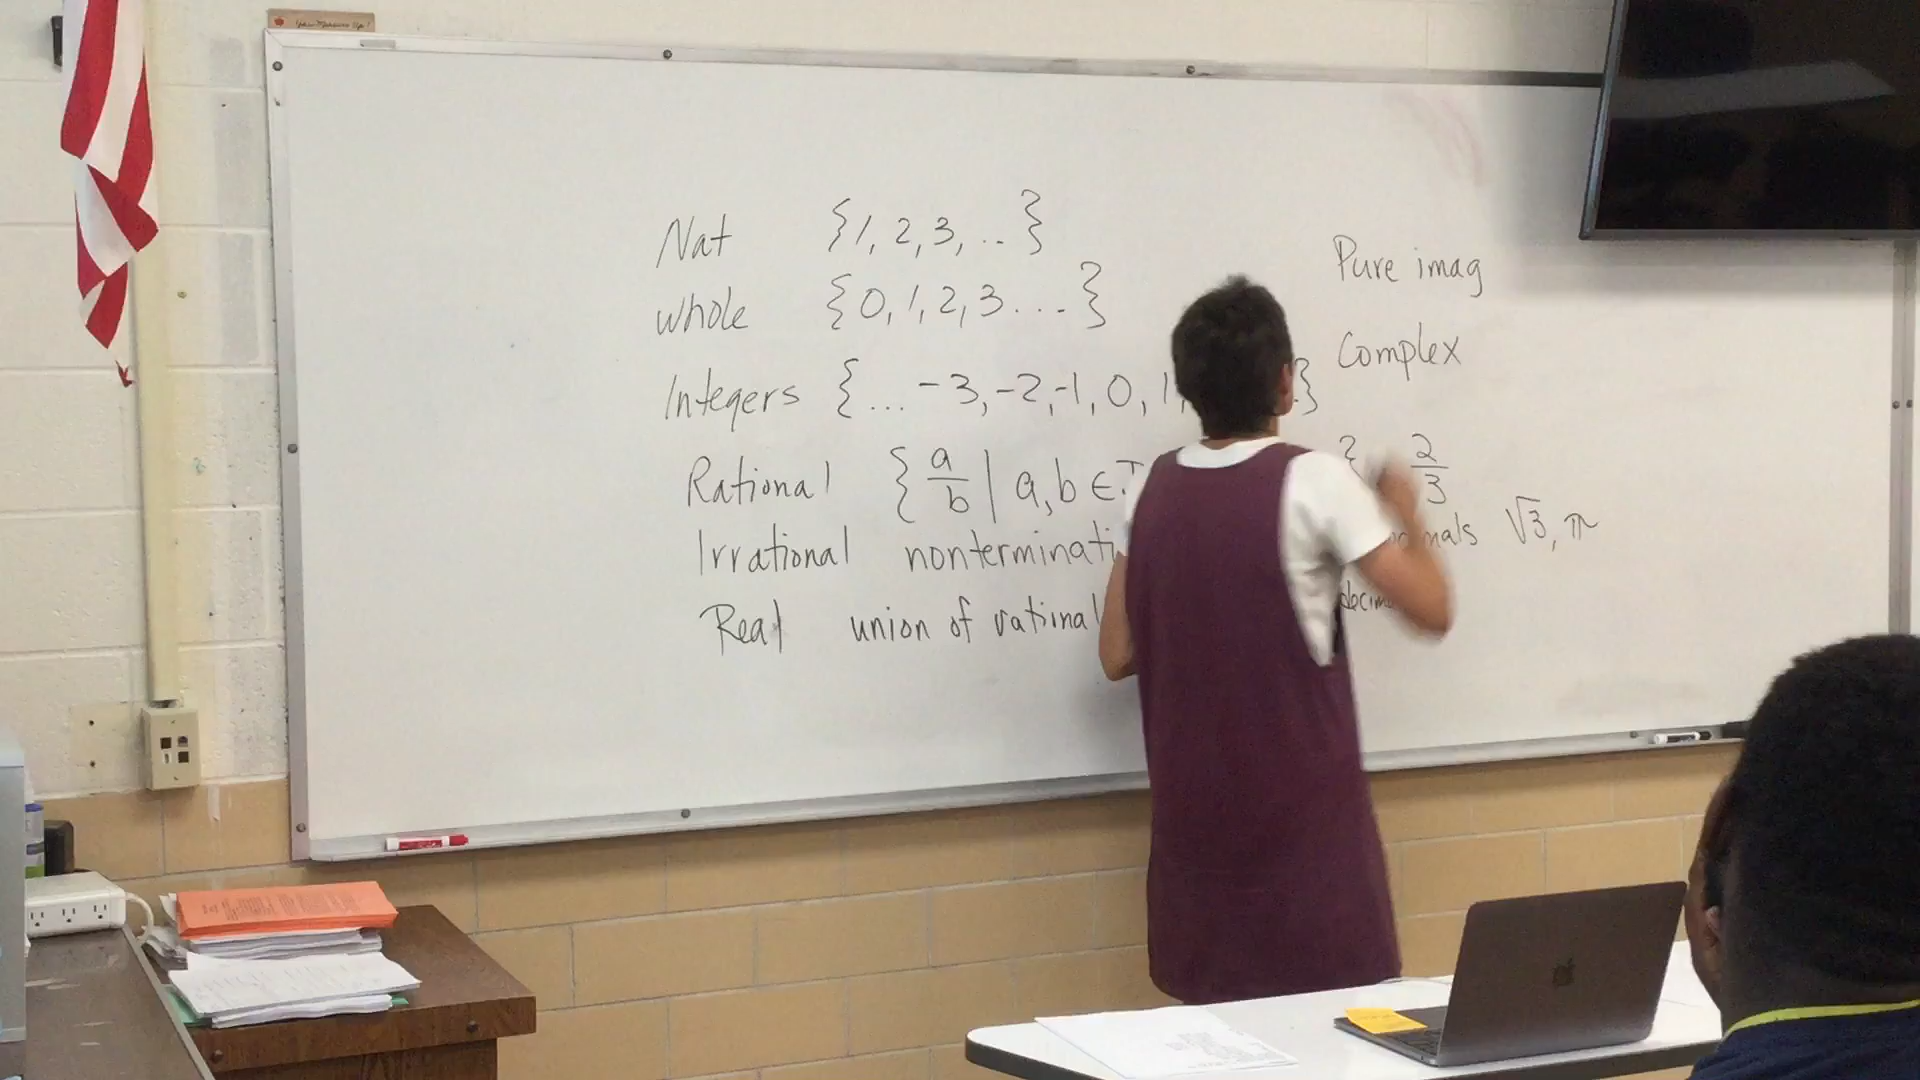 Nat {1, 2, 3, .. }
whole {0, 1, 2, 3 .... }
Integers { ... -3, -2, -1, 0, 1, }
Rational { a/b | a, b ∈ } 2/3
Irrational nonterminati √3, π
Real union of rational
Pure imag
Complex